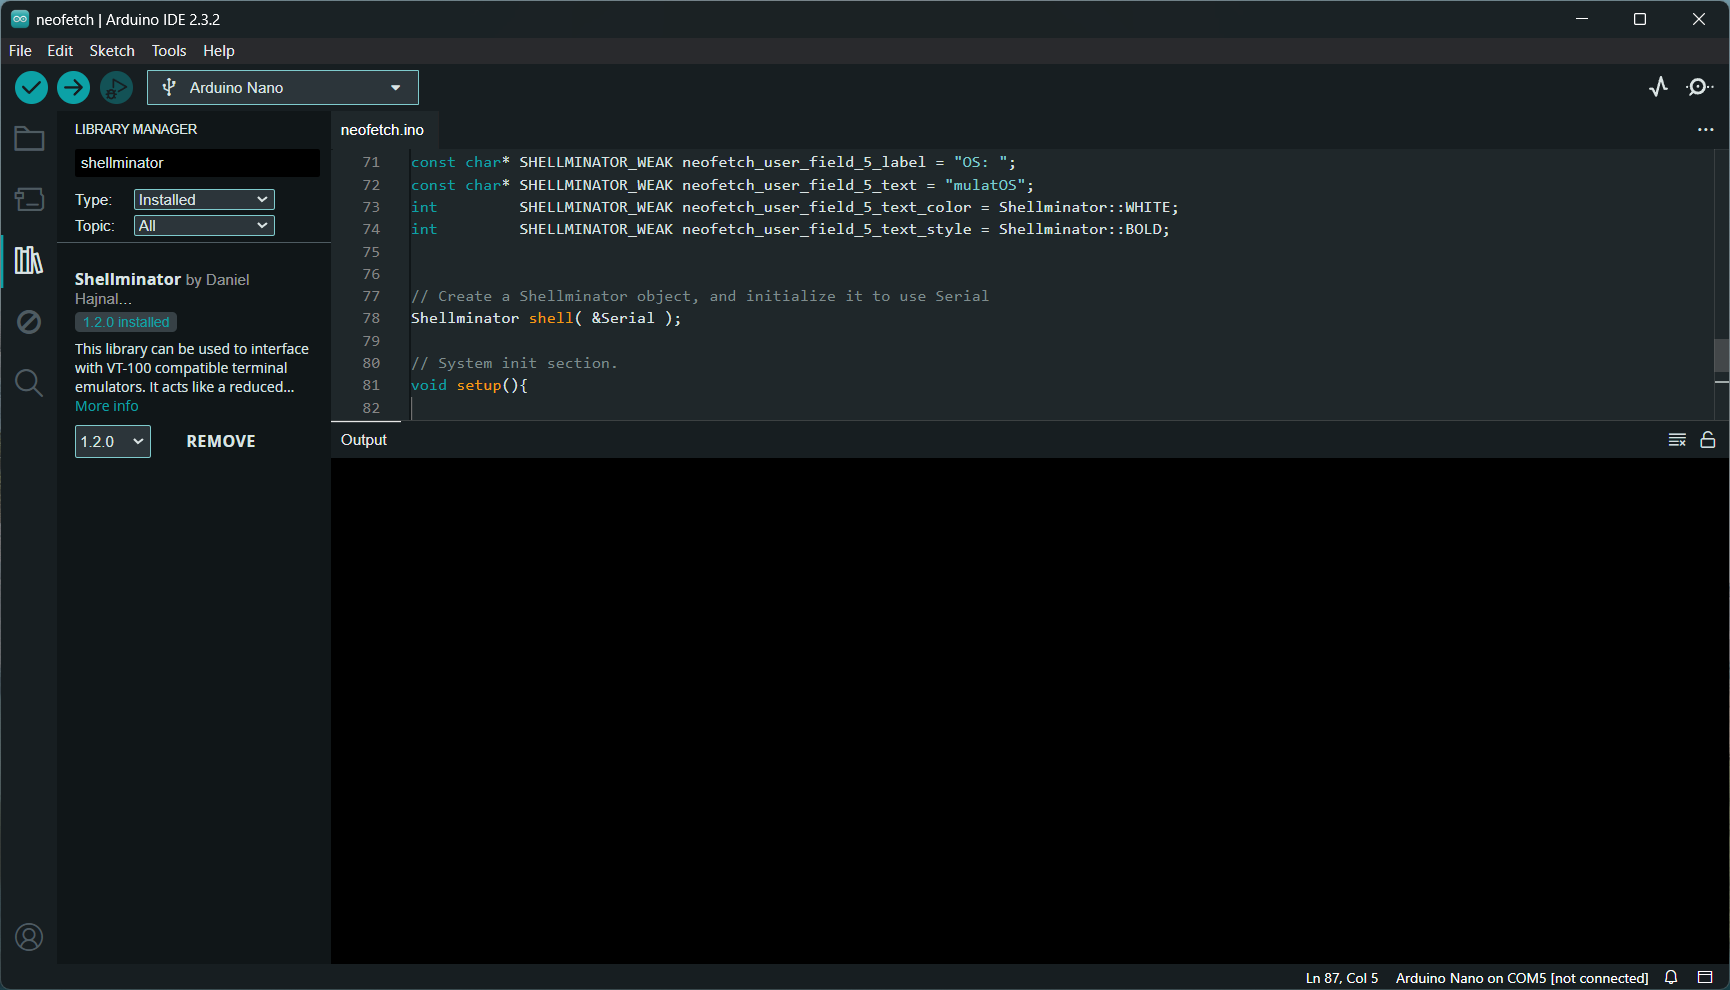 neofetch | Arduino IDE 2.3.2
File Edit Sketch Tools Help
Arduino Nano
LIBRARY MANAGER
shellminator
Type: Installed
Topic: All
Shellminator by Daniel
Hajnal...
1.2.0 installed
This library can be used to interface
with VT-100 compatible terminal
emulators. It acts like a reduced...
More info
1.2.0 REMOVE
neofetch.ino
71 const char* SHELLMINATOR_WEAK neofetch_user_field_5_label = "OS: ";
72 const char* SHELLMINATOR_WEAK neofetch_user_field_5_text = "mulatOS";
73 int         SHELLMINATOR_WEAK neofetch_user_field_5_text_color = Shellminator::WHITE;
74 int         SHELLMINATOR_WEAK neofetch_user_field_5_text_style = Shellminator::BOLD;
75
76
77 // Create a Shellminator object, and initialize it to use Serial
78 Shellminator shell( &Serial );
79
80 // System init section.
81 void setup(){
82
Output
Ln 87, Col 5 Arduino Nano on COM5 [not connected]